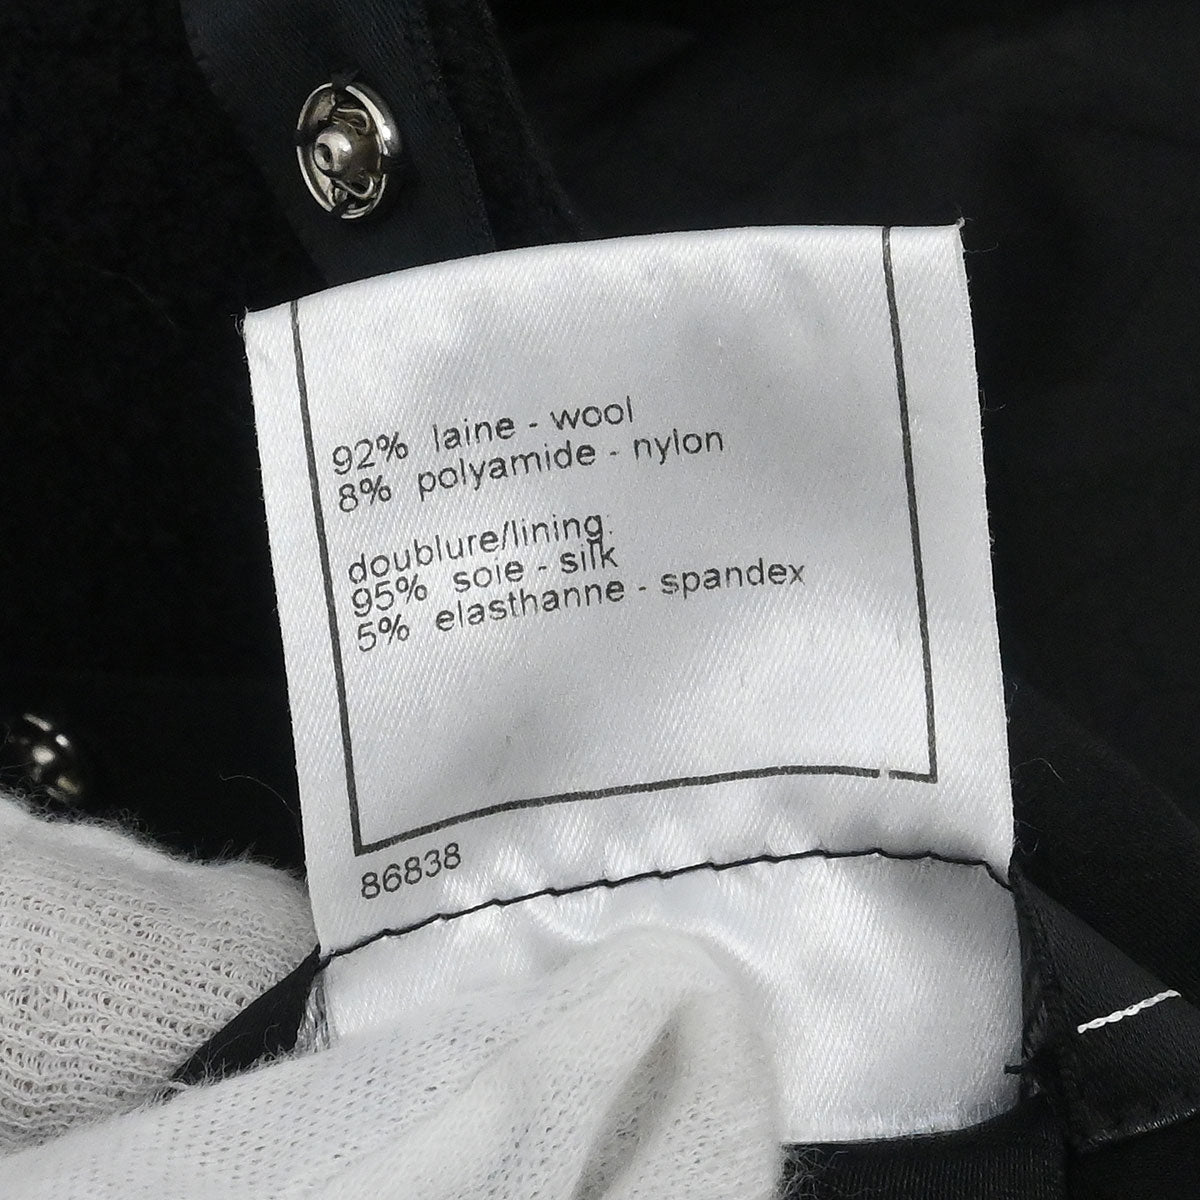 92% laine - wool
8% polyamide - nylon
doublure/lining:
95% soie - silk
5% elasthanne - spandex
86838